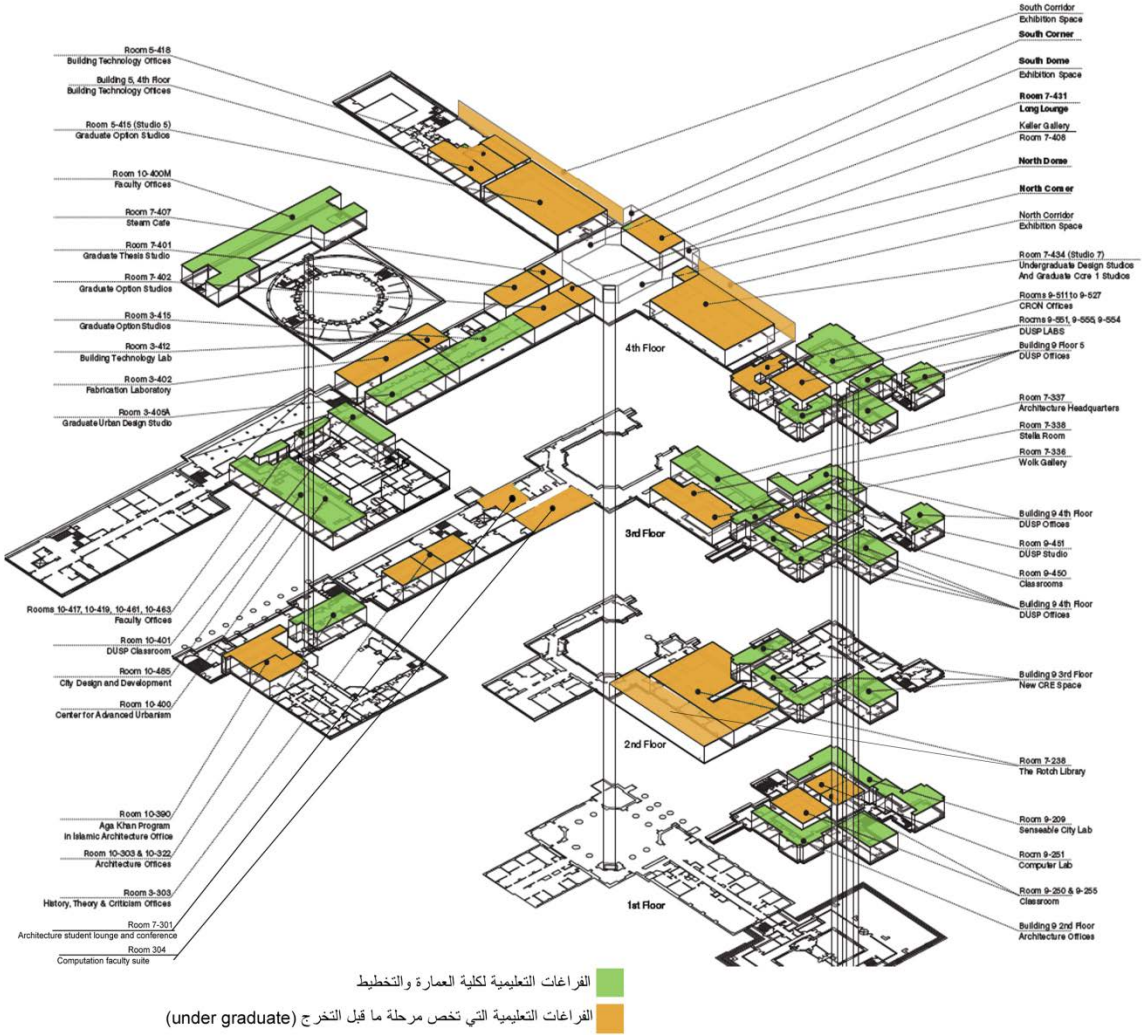 Room 5-418
Building Technology Offices
Building 5, 4th Floor
Building Technology Offices
Room 5-415 (Studio 5)
Graduate Option Studios
Room 10-400M
Faculty Offices
Room 7-407
Steam Cafe
Room 7-401
Graduate Thesis Studio
Room 7-402
Graduate Option Studios
Room 3-415
Graduate Option Studios
Room 3-412
Building Technology Lab
Room 3-402
Fabrication Laboratory
Room 3-405A
Graduate Urban Design Studio
Rooms 10-417, 10-419, 10-461, 10-463
Faculty Offices
Room 10-401
DUSP Classroom
Room 10-485
City Design and Development
Room 10-400
Center for Advanced Urbanism
Room 10-390
Aga Khan Program
in Islamic Architecture Office
Room 10-303 & 10-322
Architecture Offices
Room 3-303
History, Theory & Criticism Offices
Room 7-301
Architecture student lounge and conference
Room 304
Computation faculty suite
4th Floor
3rd Floor
2nd Floor
1st Floor
South Corridor
Exhibition Space
South Corner
South Dome
Exhibition Space
Room 7-431
Long Lounge
Keller Gallery
Room 7-408
North Dome
North Corner
North Corridor
Exhibition Space
Room 7-434 (Studio 7)
Undergraduate Design Studios
And Graduate Core 1 Studios
Rooms 9-511 to 9-527
CRON Offices
Rooms 9-551, 9-555, 9-554
DUSP LABS
Building 9 Floor 5
DUSP Offices
Room 7-337
Architecture Headquarters
Room 7-338
Stella Room
Room 7-336
Wolk Gallery
Building 9 4th Floor
DUSP Offices
Room 9-451
DUSP Studio
Room 9-450
Classrooms
Building 9 4th Floor
DUSP Offices
Building 9 3rd Floor
New CRE Space
Room 7-238
The Rotch Library
Room 9-209
Senseable City Lab
Room 9-251
Computer Lab
Room 9-250 & 9-255
Classroom
Building 9 2nd Floor
Architecture Offices
الفراغات التعليمية لكلية العمارة والتخطيط
الفراغات التعليمية التي تخص مرحلة ما قبل التخرج (under graduate)